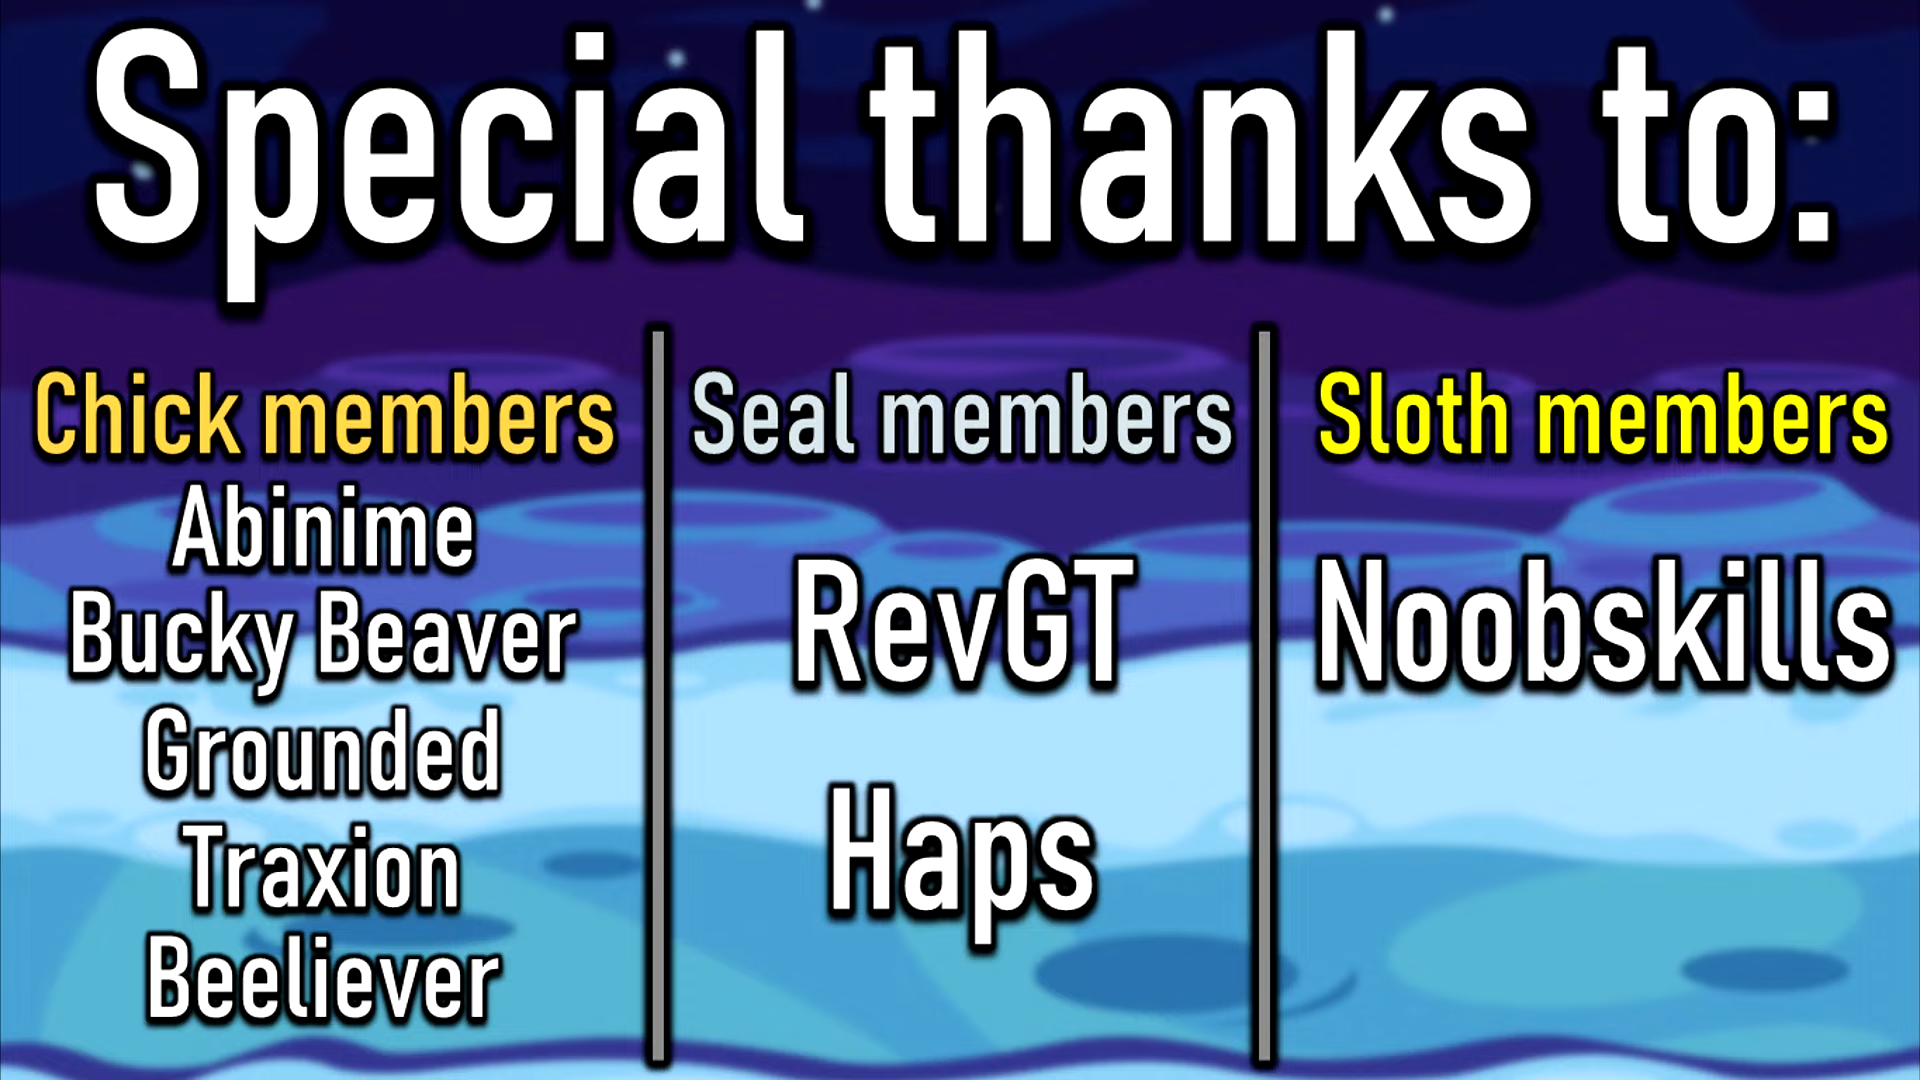 Special thanks to:
Chick members
Abinime
Bucky Beaver
Grounded
Traxion
Beeliever
Seal members
RevGT
Haps
Sloth members
Noobskills